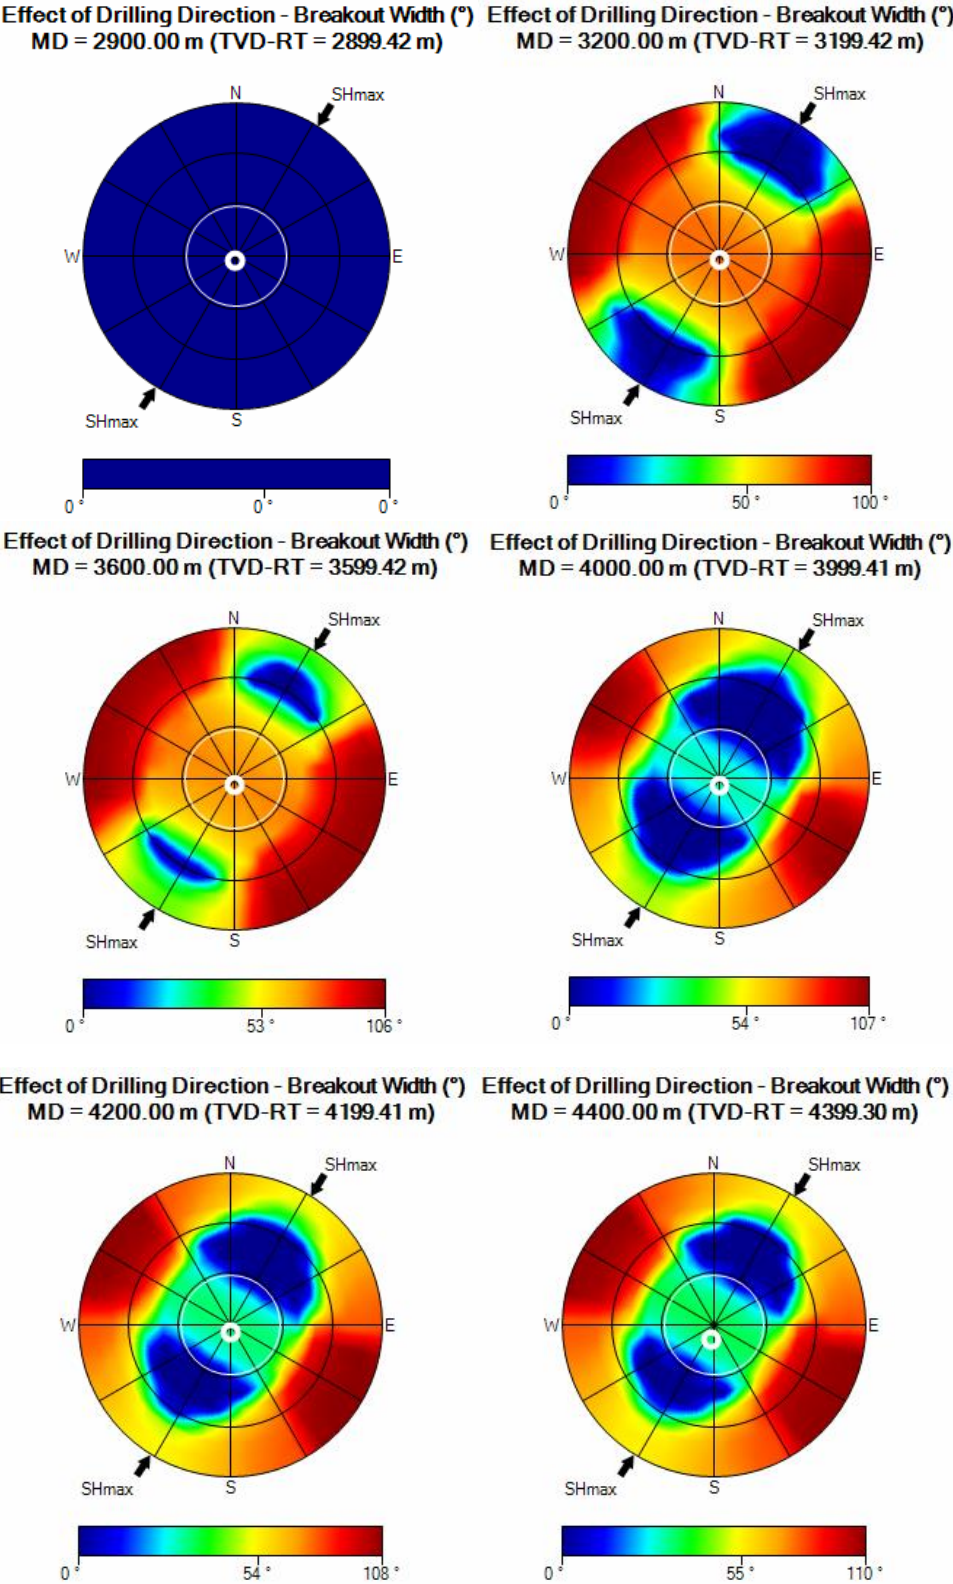 Effect of Drilling Direction - Breakout Width (°)
MD = 2900.00 m (TVD-RT = 2899.42 m)
N
SHmax
W
E
SHmax
S
0 °
0 °
0 °
Effect of Drilling Direction - Breakout Width (°)
MD = 3200.00 m (TVD-RT = 3199.42 m)
N
SHmax
W
E
SHmax
S
0 °
50 °
100 °
Effect of Drilling Direction - Breakout Width (°)
MD = 3600.00 m (TVD-RT = 3599.42 m)
N
SHmax
W
E
SHmax
S
0 °
53 °
106 °
Effect of Drilling Direction - Breakout Width (°)
MD = 4000.00 m (TVD-RT = 3999.41 m)
N
SHmax
W
E
SHmax
S
0 °
54 °
107 °
Effect of Drilling Direction - Breakout Width (°)
MD = 4200.00 m (TVD-RT = 4199.41 m)
N
SHmax
W
E
SHmax
S
0 °
54 °
108 °
Effect of Drilling Direction - Breakout Width (°)
MD = 4400.00 m (TVD-RT = 4399.30 m)
N
SHmax
W
E
SHmax
S
0 °
55 °
110 °